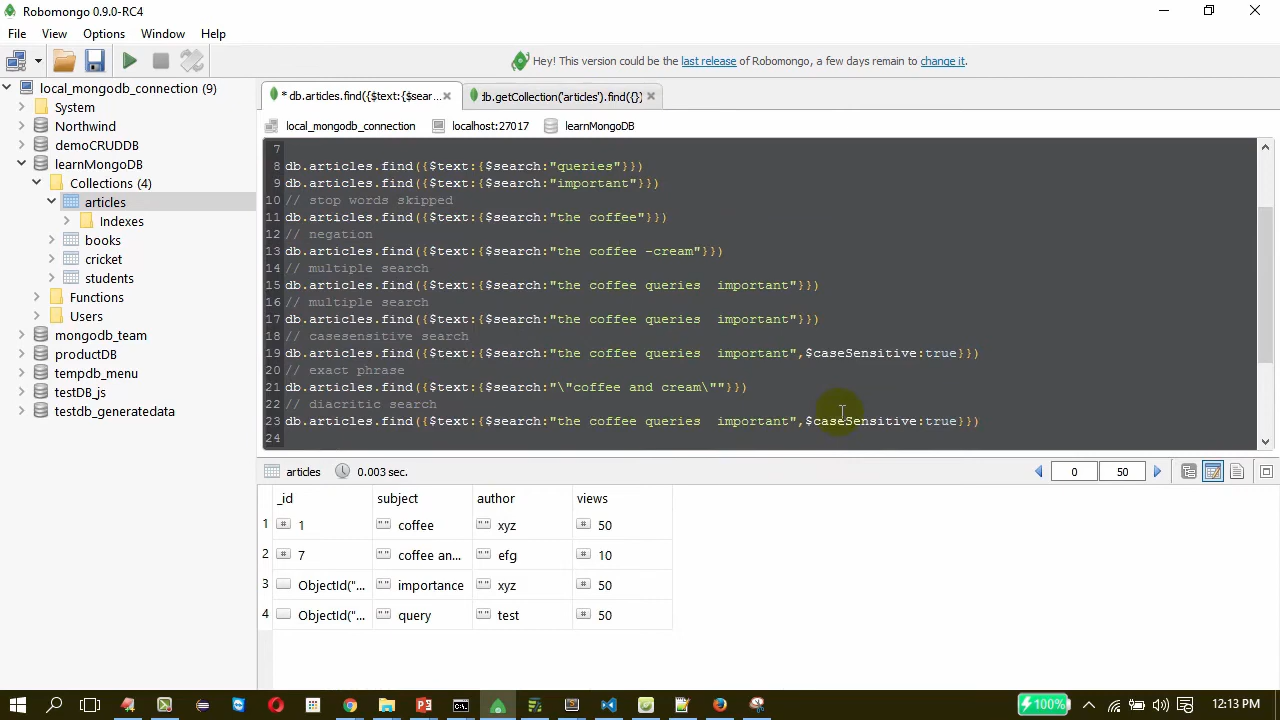 Robomongo 0.9.0-RC4
File View Options Window Help
Hey! This version could be the last release of Robomongo, a few days remain to change it.
local_mongodb_connection (9)
System
Northwind
demoCRUDDB
learnMongoDB
Collections (4)
articles
Indexes
books
cricket
students
Functions
Users
mongodb_team
productDB
tempdb_menu
testDB_js
testdb_generatedata
* db.articles.find({$text:{$sear... db.getCollection('articles').find({})
local_mongodb_connection localhost:27017 learnMongoDB
7
8 db.articles.find({$text:{$search:"queries"}})
9 db.articles.find({$text:{$search:"important"}})
10 // stop words skipped
11 db.articles.find({$text:{$search:"the coffee"}})
12 // negation
13 db.articles.find({$text:{$search:"the coffee -cream"}})
14 // multiple search
15 db.articles.find({$text:{$search:"the coffee queries  important"}})
16 // multiple search
17 db.articles.find({$text:{$search:"the coffee queries  important"}})
18 // casesensitive search
19 db.articles.find({$text:{$search:"the coffee queries  important",$caseSensitive:true}})
20 // exact phrase
21 db.articles.find({$text:{$search:"\"coffee and cream\""}})
22 // diacritic search
23 db.articles.find({$text:{$search:"the coffee queries  important",$caseSensitive:true}})
24
articles 0.003 sec. 0 50
_id subject author views
1 # 1 "" coffee "" xyz # 50
2 # 7 "" coffee an... "" efg # 10
3 ObjectId("... "" importance "" xyz # 50
4 ObjectId("... "" query "" test # 50
100% 12:13 PM